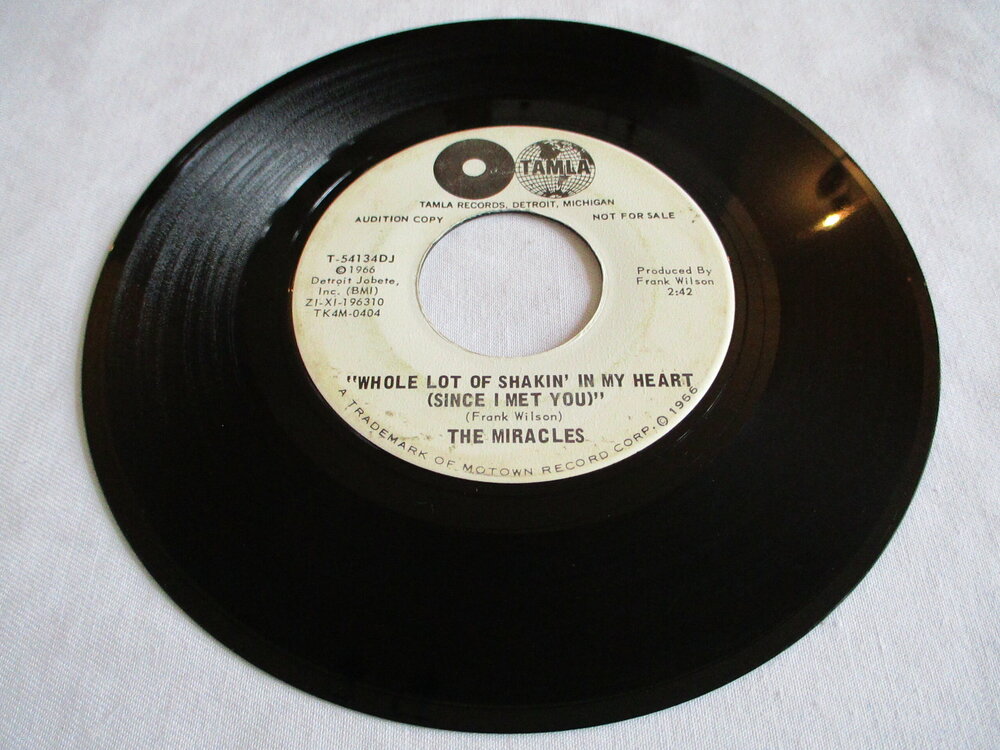 TAMLA
TAMLA RECORDS, DETROIT, MICHIGAN
AUDITION COPY
NOT FOR SALE
T-54134DJ
©1966
Detroit Jobete,
Inc. (BMI)
ZI-XI-196310
TK4M-0404
Produced By
Frank Wilson
2:42
"WHOLE LOT OF SHAKIN' IN MY HEART
(SINCE I MET YOU)"
(Frank Wilson)
THE MIRACLES
A TRADEMARK OF MOTOWN RECORD CORP. © 1966